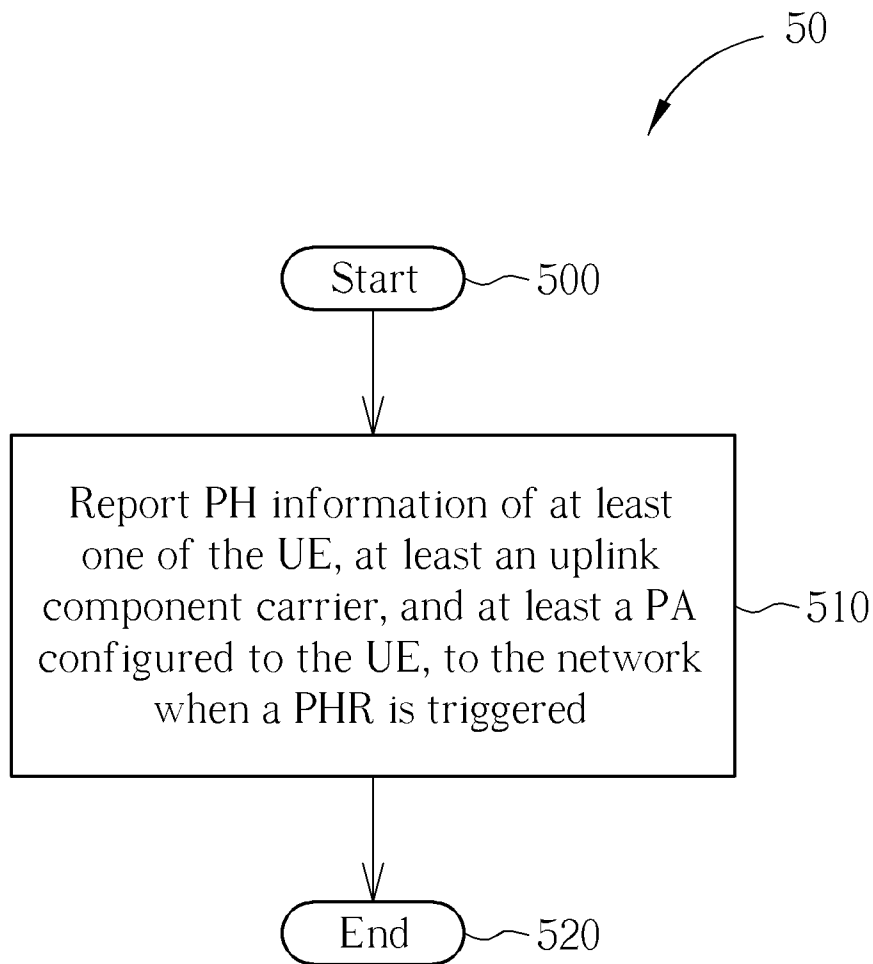 50
Start
500
Report PH information of at least
one of the UE, at least an uplink
component carrier, and at least a PA
configured to the UE, to the network
when a PHR is triggered
510
End
520